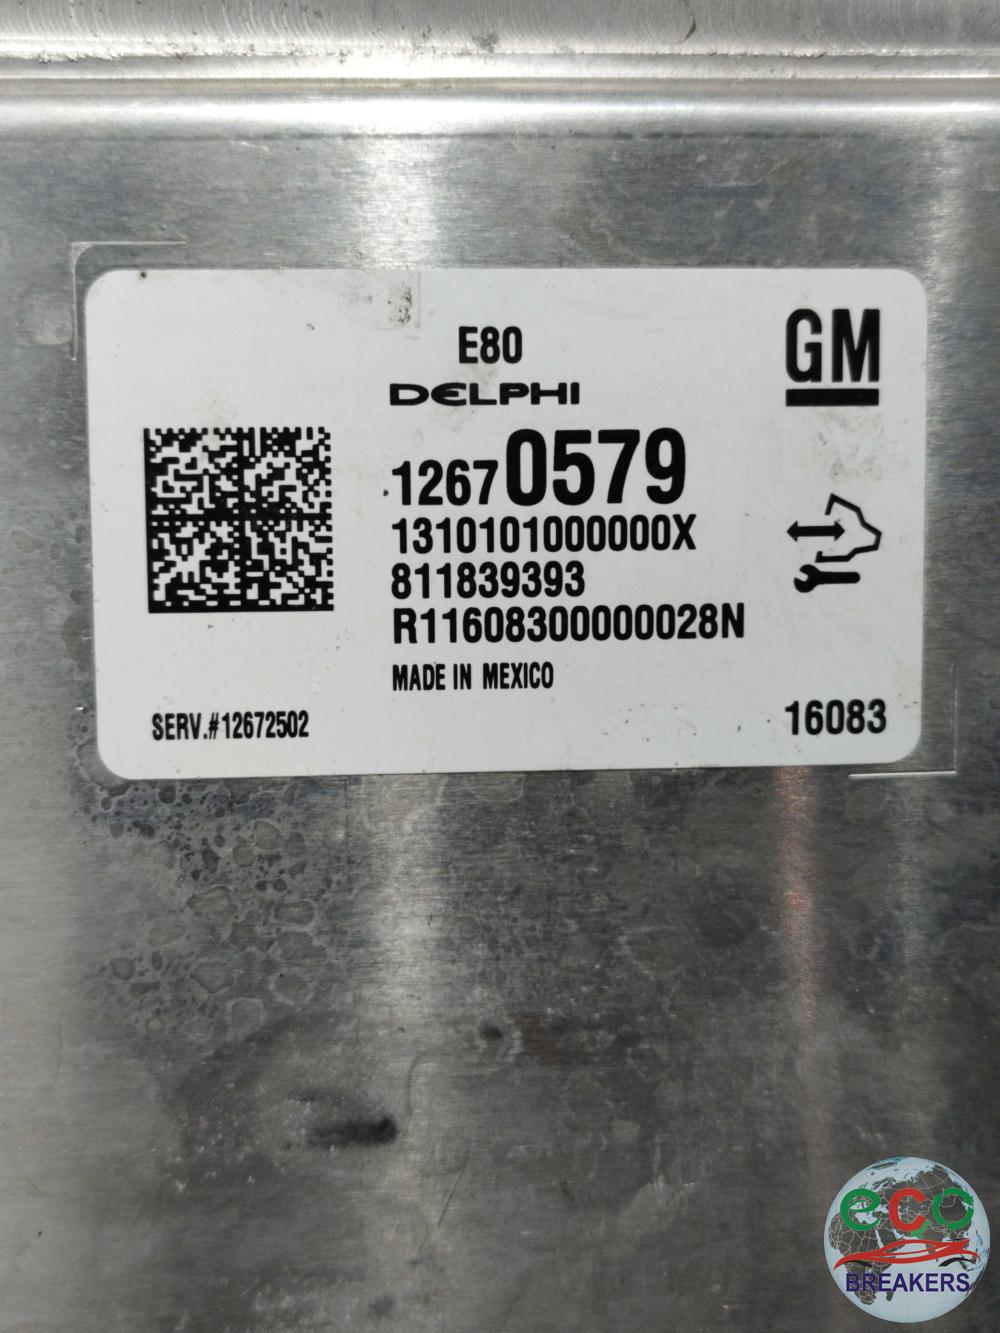 E80
DELPHI
GM
12670579
1310101000000X
811839393
R11608300000028N
MADE IN MEXICO
SERV.#12672502
16083
eco
BREAKERS